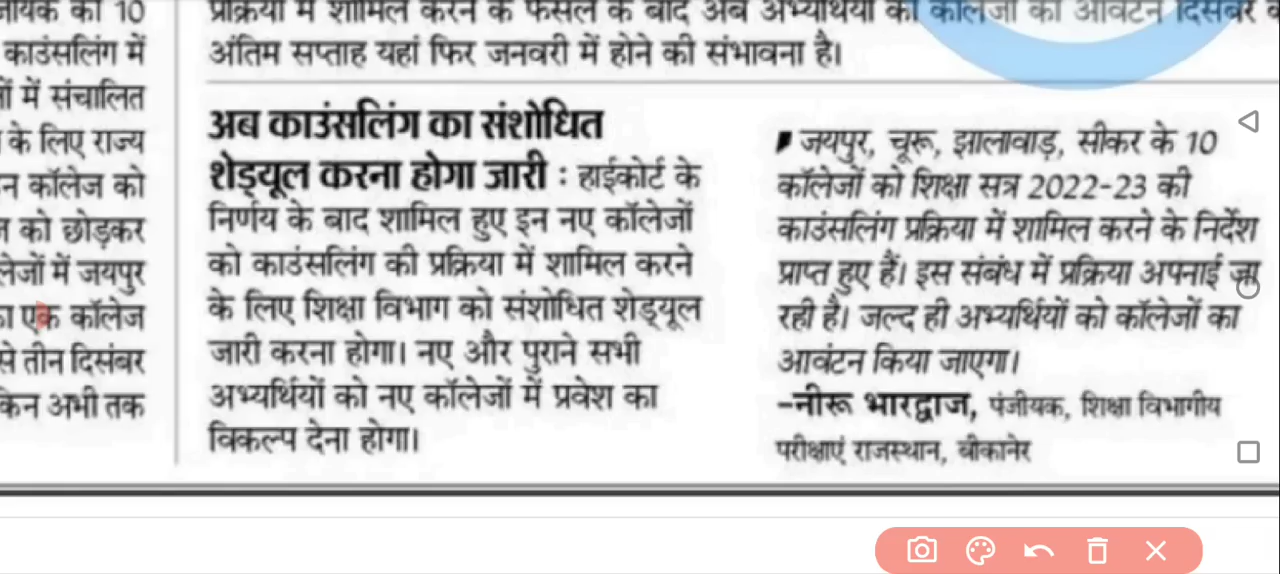 काउंसलिंग में
में संचालित
के लिए राज्य
कॉलेज को
को छोड़कर
में जयपुर
एक कॉलेज
से तीन दिसंबर
अभी तक
प्रक्रिया में शामिल करने के फैसले के बाद अब अभ्यर्थियों को कॉलेजों का आवंटन दिसंबर
अंतिम सप्ताह यहां फिर जनवरी में होने की संभावना है।
अब काउंसलिंग का संशोधित
शेड्यूल करना होगा जारी : हाईकोर्ट के
निर्णय के बाद शामिल हुए इन नए कॉलेजों
को काउंसलिंग की प्रक्रिया में शामिल करने
के लिए शिक्षा विभाग को संशोधित शेड्यूल
जारी करना होगा। नए और पुराने सभी
अभ्यर्थियों को नए कॉलेजों में प्रवेश का
विकल्प देना होगा।
जयपुर, चूरू, झालावाड़, सीकर के 10
कॉलेजों को शिक्षा सत्र 2022-23 की
काउंसलिंग प्रक्रिया में शामिल करने के निर्देश
प्राप्त हुए हैं। इस संबंध में प्रक्रिया अपनाई जा
रही है। जल्द ही अभ्यर्थियों को कॉलेजों का
आवंटन किया जाएगा।
-नीरू भारद्वाज, पंजीयक, शिक्षा विभागीय
परीक्षाएं राजस्थान, बीकानेर